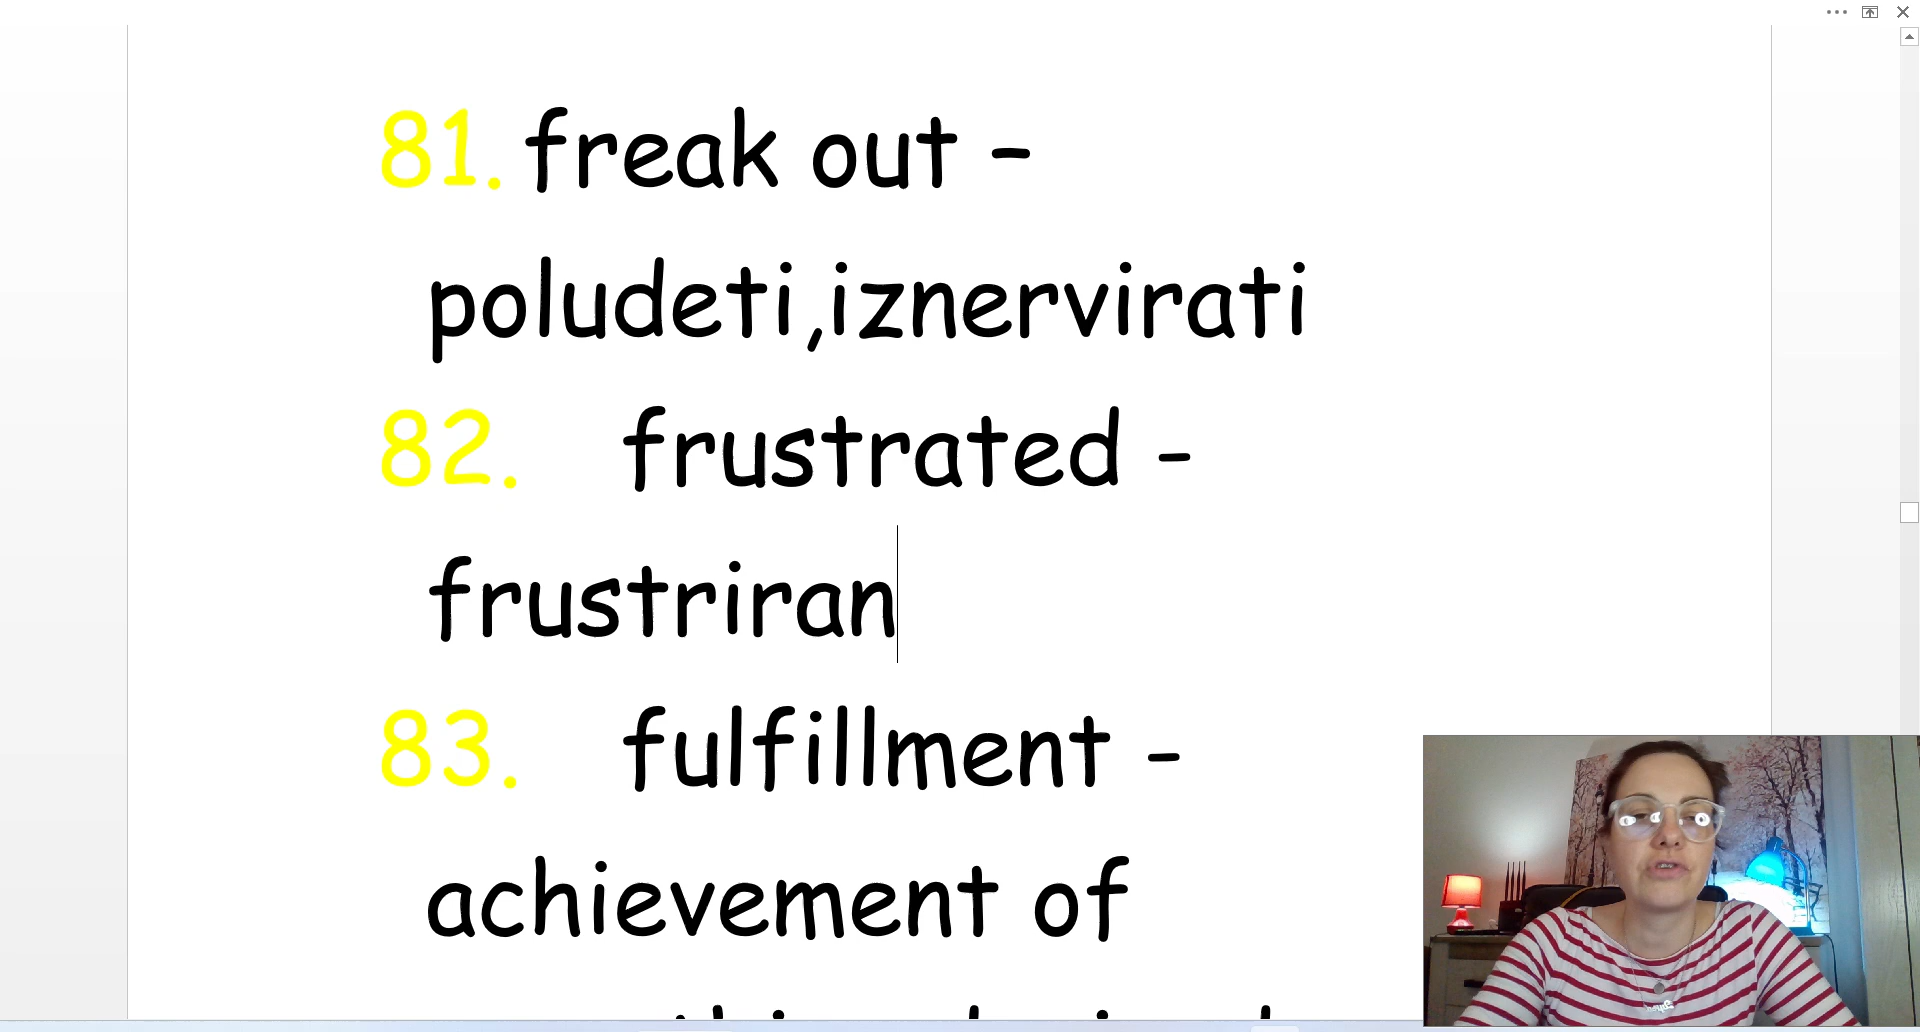 81. freak out –
poludeti,iznervirati
82. frustrated -
frustriran
83. fulfillment -
achievement of